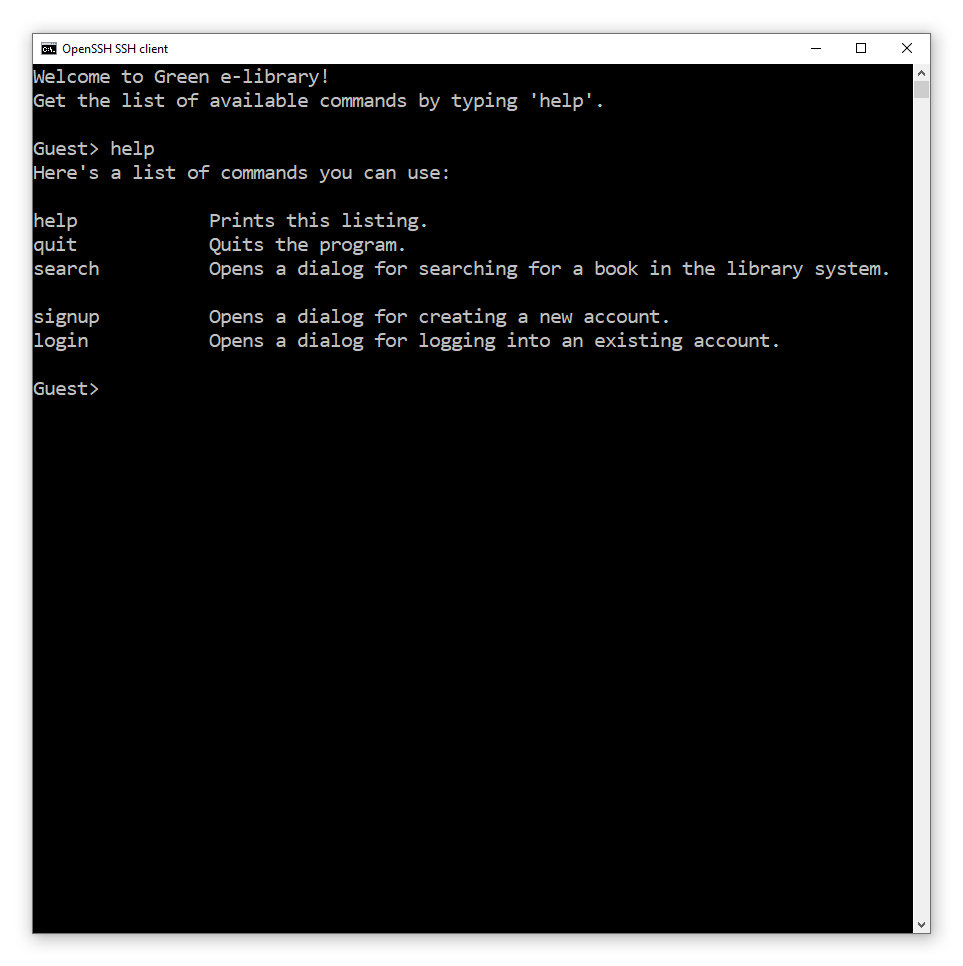 OpenSSH SSH client
Welcome to Green e-library!
Get the list of available commands by typing 'help'.
Guest> help
Here's a list of commands you can use:
help Prints this listing.
quit Quits the program.
search Opens a dialog for searching for a book in the library system.
signup Opens a dialog for creating a new account.
login Opens a dialog for logging into an existing account.
Guest>